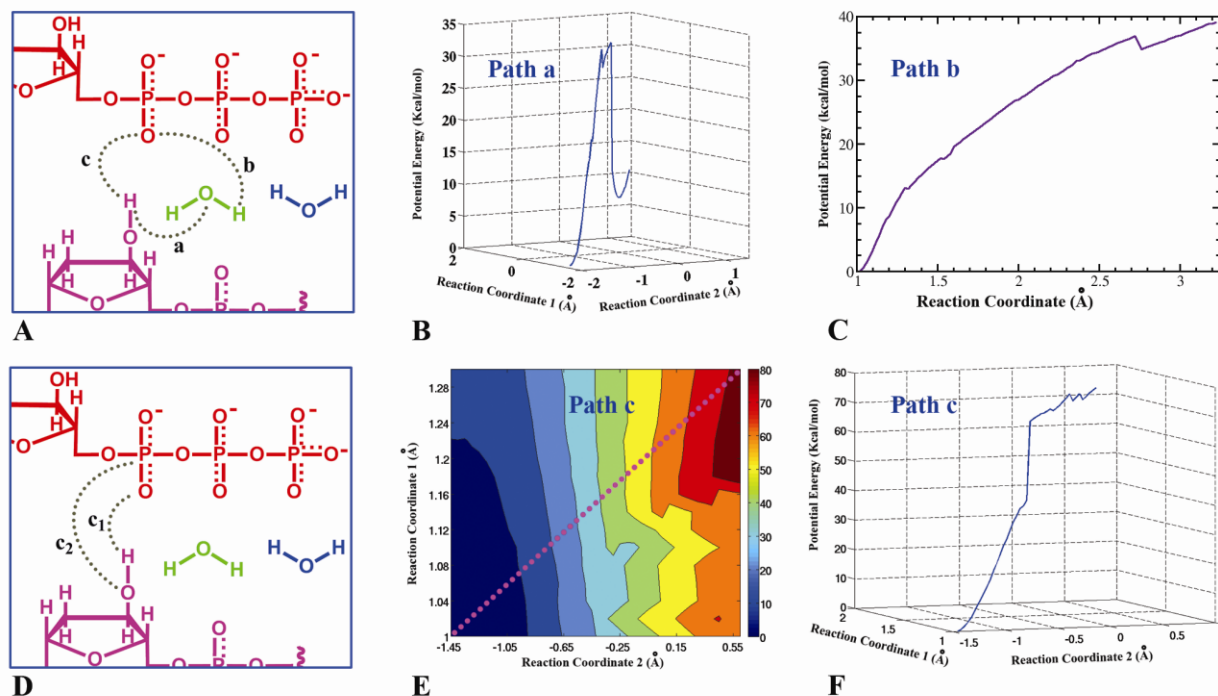 OH
H
H
O
O⁻ O⁻ O⁻
O P O P O P O⁻
O O O
c
b
O
H H
H H
O
H
a
O
H
H H
O
H H
O
O P O
A
Path a
Potential Energy (Kcal/mol)
35
30
25
20
15
10
5
0
2
0
-2
-2
-1
0
1
Reaction Coordinate 1 (Å)
Reaction Coordinate 2 (Å)
B
Path b
Potential Energy (kcal/mol)
40
30
20
10
0
1 1.5 2 2.5 3
Reaction Coordinate (Å)
C
OH
H
H
O
O⁻ O⁻ O⁻
O P O P O P O⁻
O O O
c₁
c₂
H
O
O
H H
H H
O
H
H H
O
H H
O
O P O
D
Path c
Reaction Coordinate 1 (Å)
1.28
1.24
1.2
1.16
1.12
1.08
1.04
1
-1.45 -1.05 -0.65 -0.25 0.15 0.55
Reaction Coordinate 2 (Å)
80
70
60
50
40
30
20
10
0
E
Path c
Potential Energy (Kcal/mol)
80
70
60
50
40
30
20
10
0
2
1.5
1
-1.5
-1
-0.5
0
0.5
Reaction Coordinate 1 (Å)
Reaction Coordinate 2 (Å)
F